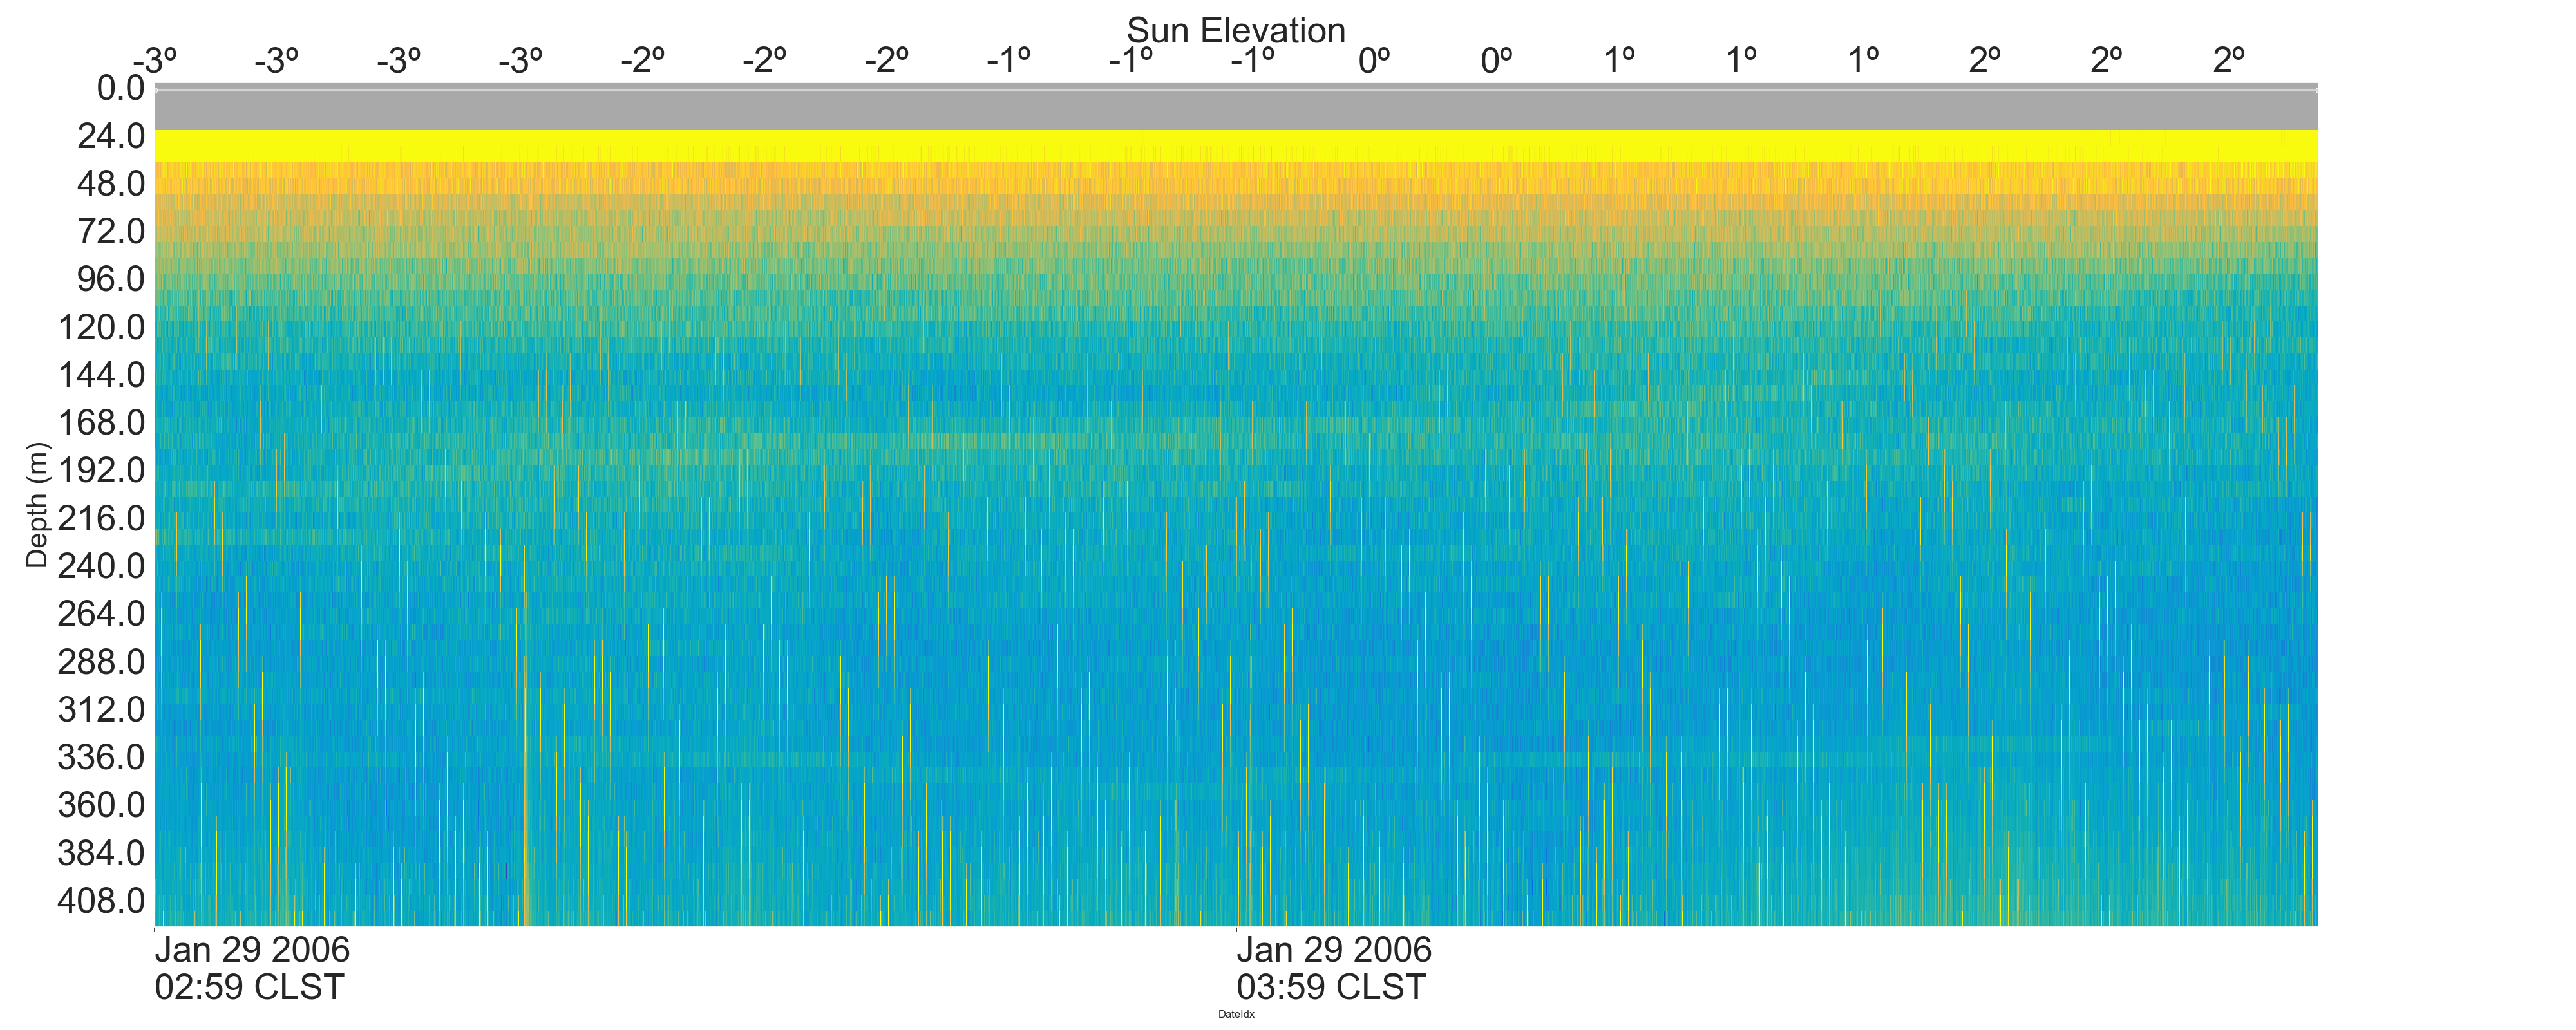 Sun Elevation
-3º -3º -3º -3º -2º -2º -2º -1º -1º -1º 0º 0º 1º 1º 1º 2º 2º 2º
0.0
24.0
48.0
72.0
96.0
120.0
144.0
168.0
192.0
216.0
240.0
264.0
288.0
312.0
336.0
360.0
384.0
408.0
Depth (m)
Jan 29 2006
02:59 CLST
Jan 29 2006
03:59 CLST
DateIdx